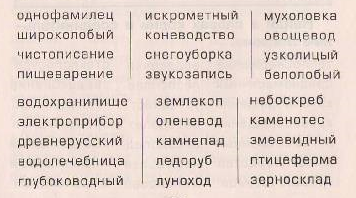 однофамилец искрометный мухоловка
широколобый коневодство овощевод
чистописание снегоуборка узколицый
пищеварение звукозапись белолобый
водохранилище землекоп небоскреб
электроприбор оленевод каменотес
древнерусский камнепад змеевидный
водолечебница ледоруб птицеферма
глубоководный луноход зерносклад